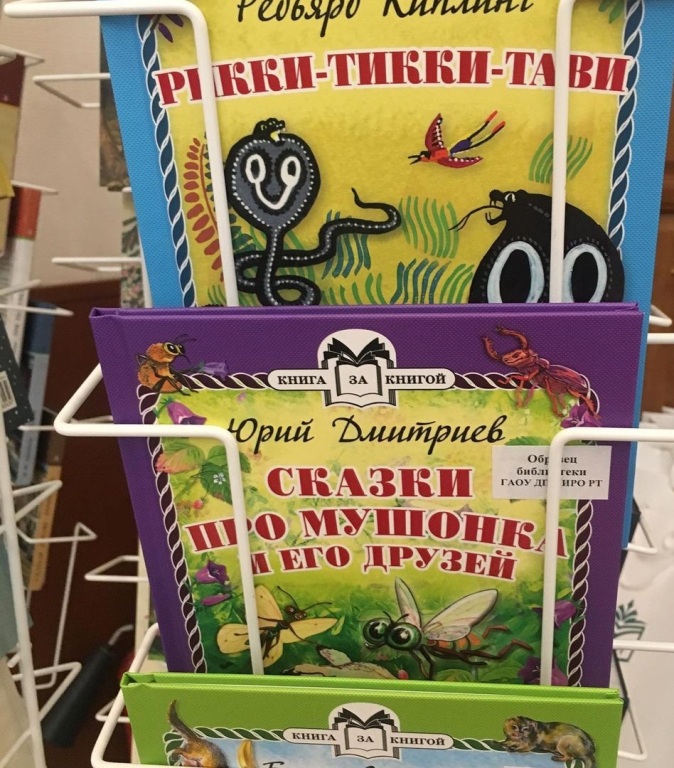 Редьярд Киплинг
РИККИ-ТИККИ-ТАВИ
КНИГА ЗА КНИГОЙ
Юрий Дмитриев
СКАЗКИ
ПРО МУШОНКА
И ЕГО ДРУЗЕЙ
Образец
библиотеки
ГАОУ ДПО ИРО РТ
КНИГА ЗА КНИГОЙ